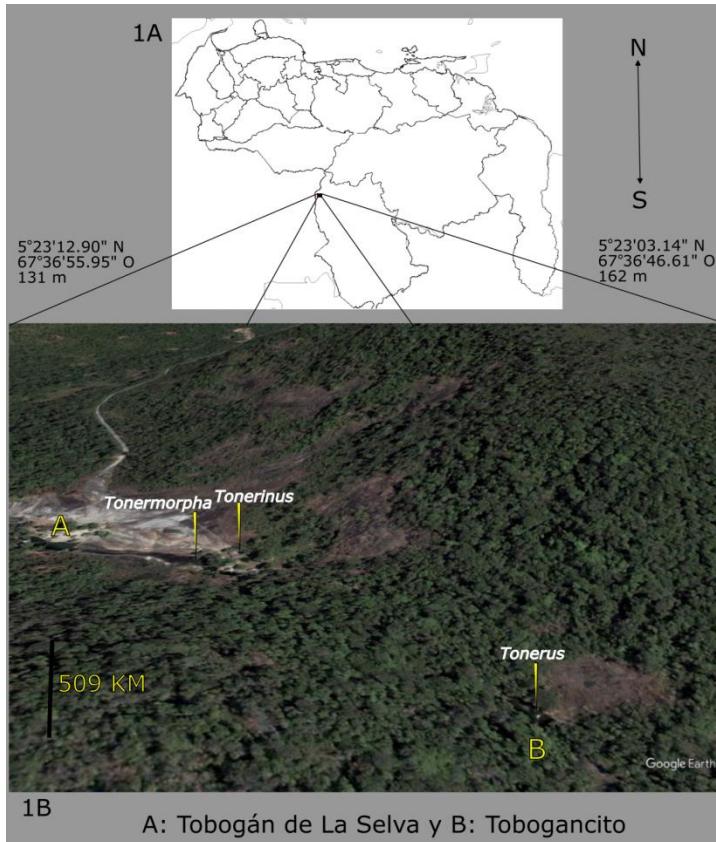 1A
N
S
5°23'12.90" N
67°36'55.95" O
131 m
5°23'03.14" N
67°36'46.61" O
162 m
Tonermorpha
Tonerinus
A
Tonerus
509 KM
B
Google Earth
1B
A: Tobogán de La Selva y B: Tobogancito